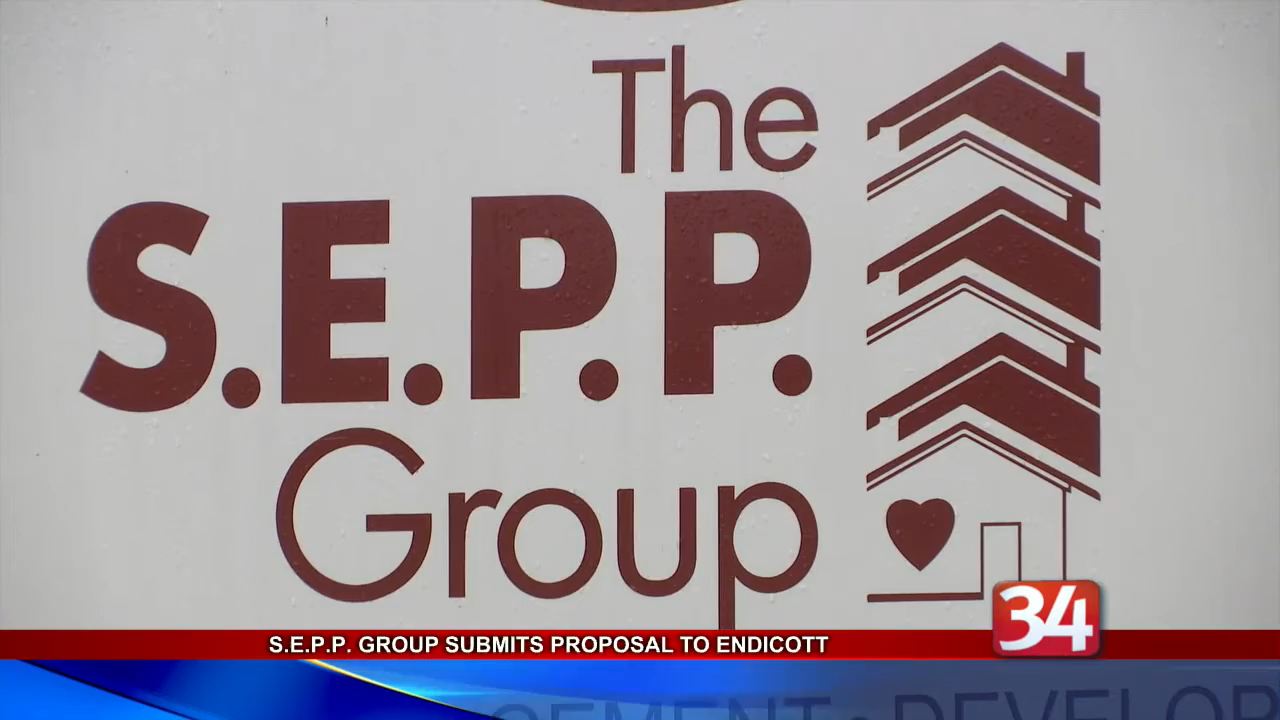 The
S.E.P.P.
Group
S.E.P.P. GROUP SUBMITS PROPOSAL TO ENDICOTT
34